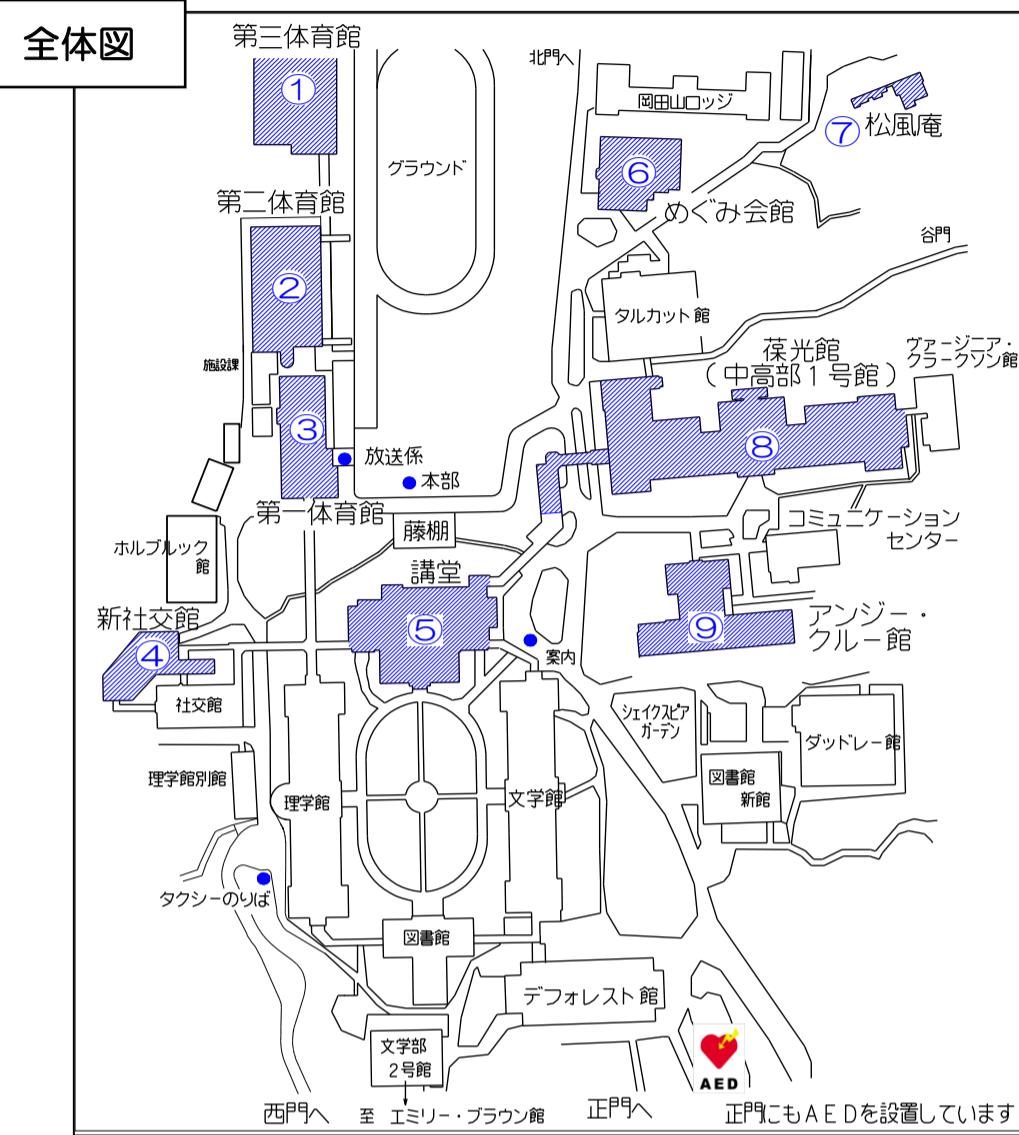 全体図
第三体育館
①
北門へ
岡田山ロッジ
⑦
松風庵
グラウンド
⑥
めぐみ会館
第二体育館
②
谷門
タルカット館
施設課
葆光館
(中高部1号館)
ヴァージニア・
クラークソン館
③
放送係
本部
⑧
第一体育館
藤棚
コミュニケーション
センター
ホルブルック
館
講堂
新社交館
④
⑤
⑨
アンジー・
クルー館
案内
社交館
シェイクスピア
ガーデン
ダッドレー館
理学館別館
理学館
文学館
図書館
新館
タクシーのりば
図書館
デフォレスト館
文学部
2号館
AED
西門へ
至 エミリー・ブラウン館
正門へ
正門にもAEDを設置しています